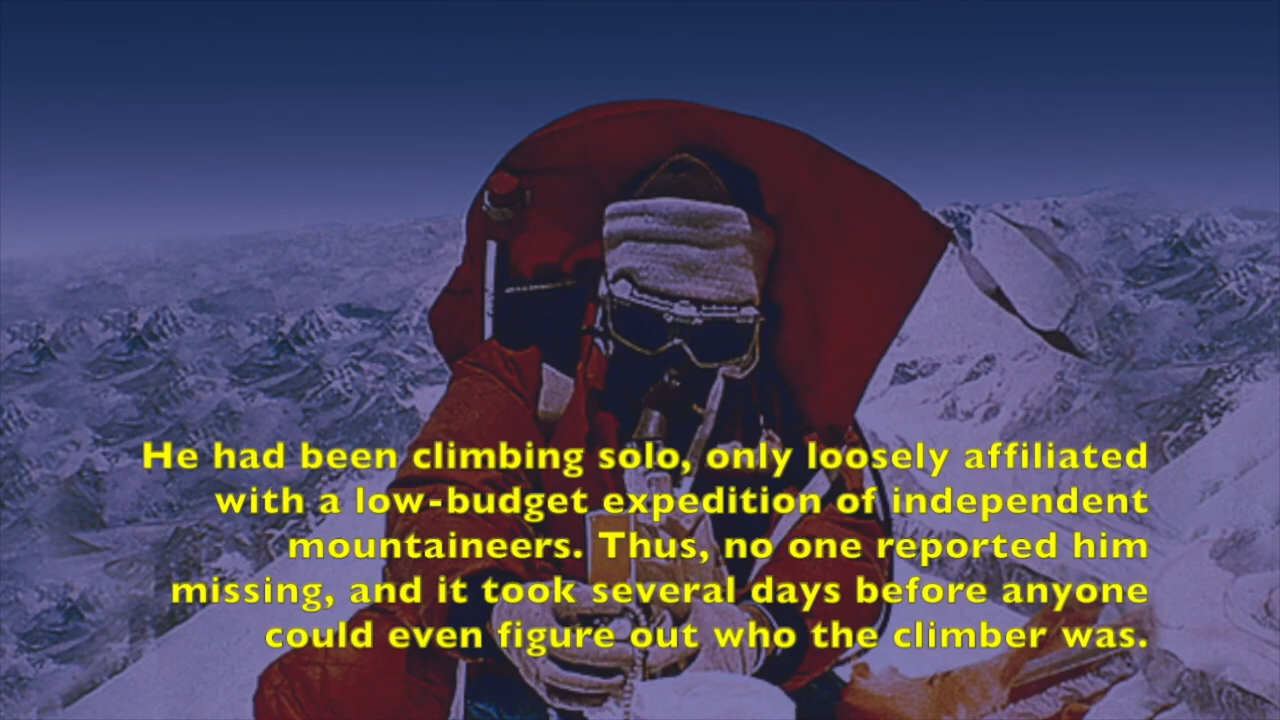 He had been climbing solo, only loosely affiliated
with a low-budget expedition of independent
mountaineers. Thus, no one reported him
missing, and it took several days before anyone
could even figure out who the climber was.